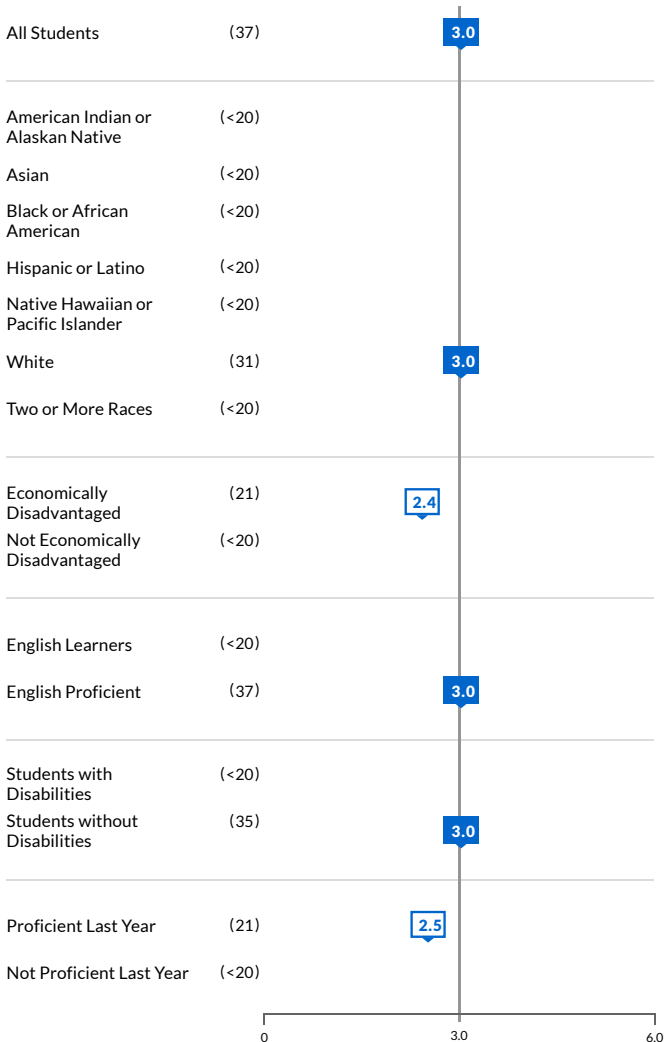 All Students (37) 3.0
American Indian or (<20)
Alaskan Native
Asian (<20)
Black or African (<20)
American
Hispanic or Latino (<20)
Native Hawaiian or (<20)
Pacific Islander
White (31) 3.0
Two or More Races (<20)
Economically (21) 2.4
Disadvantaged
Not Economically (<20)
Disadvantaged
English Learners (<20)
English Proficient (37) 3.0
Students with (<20)
Disabilities
Students without (35) 3.0
Disabilities
Proficient Last Year (21) 2.5
Not Proficient Last Year (<20)
0 3.0 6.0